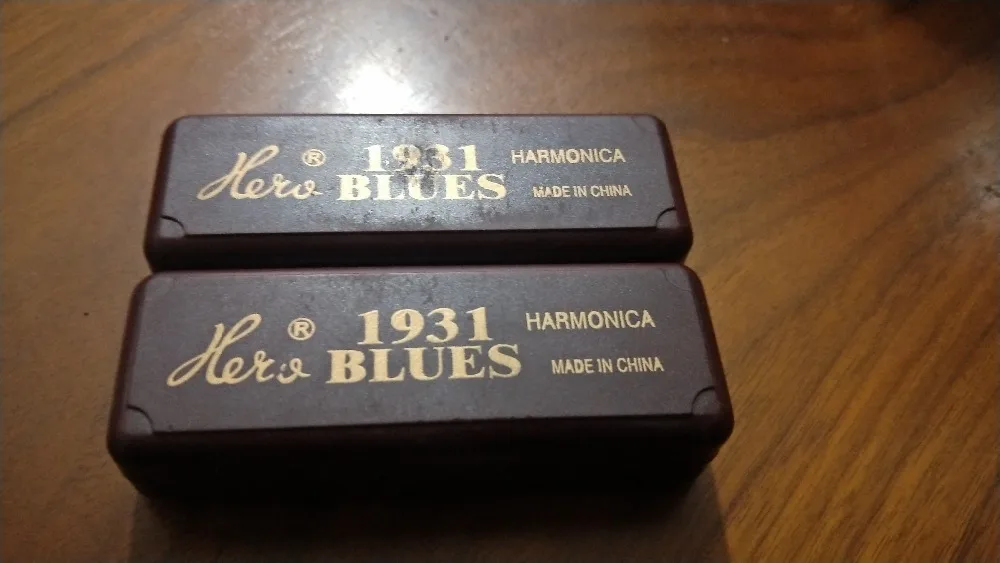 Hero ® 1931 HARMONICA
BLUES MADE IN CHINA
Hero ® 1931 HARMONICA
BLUES MADE IN CHINA